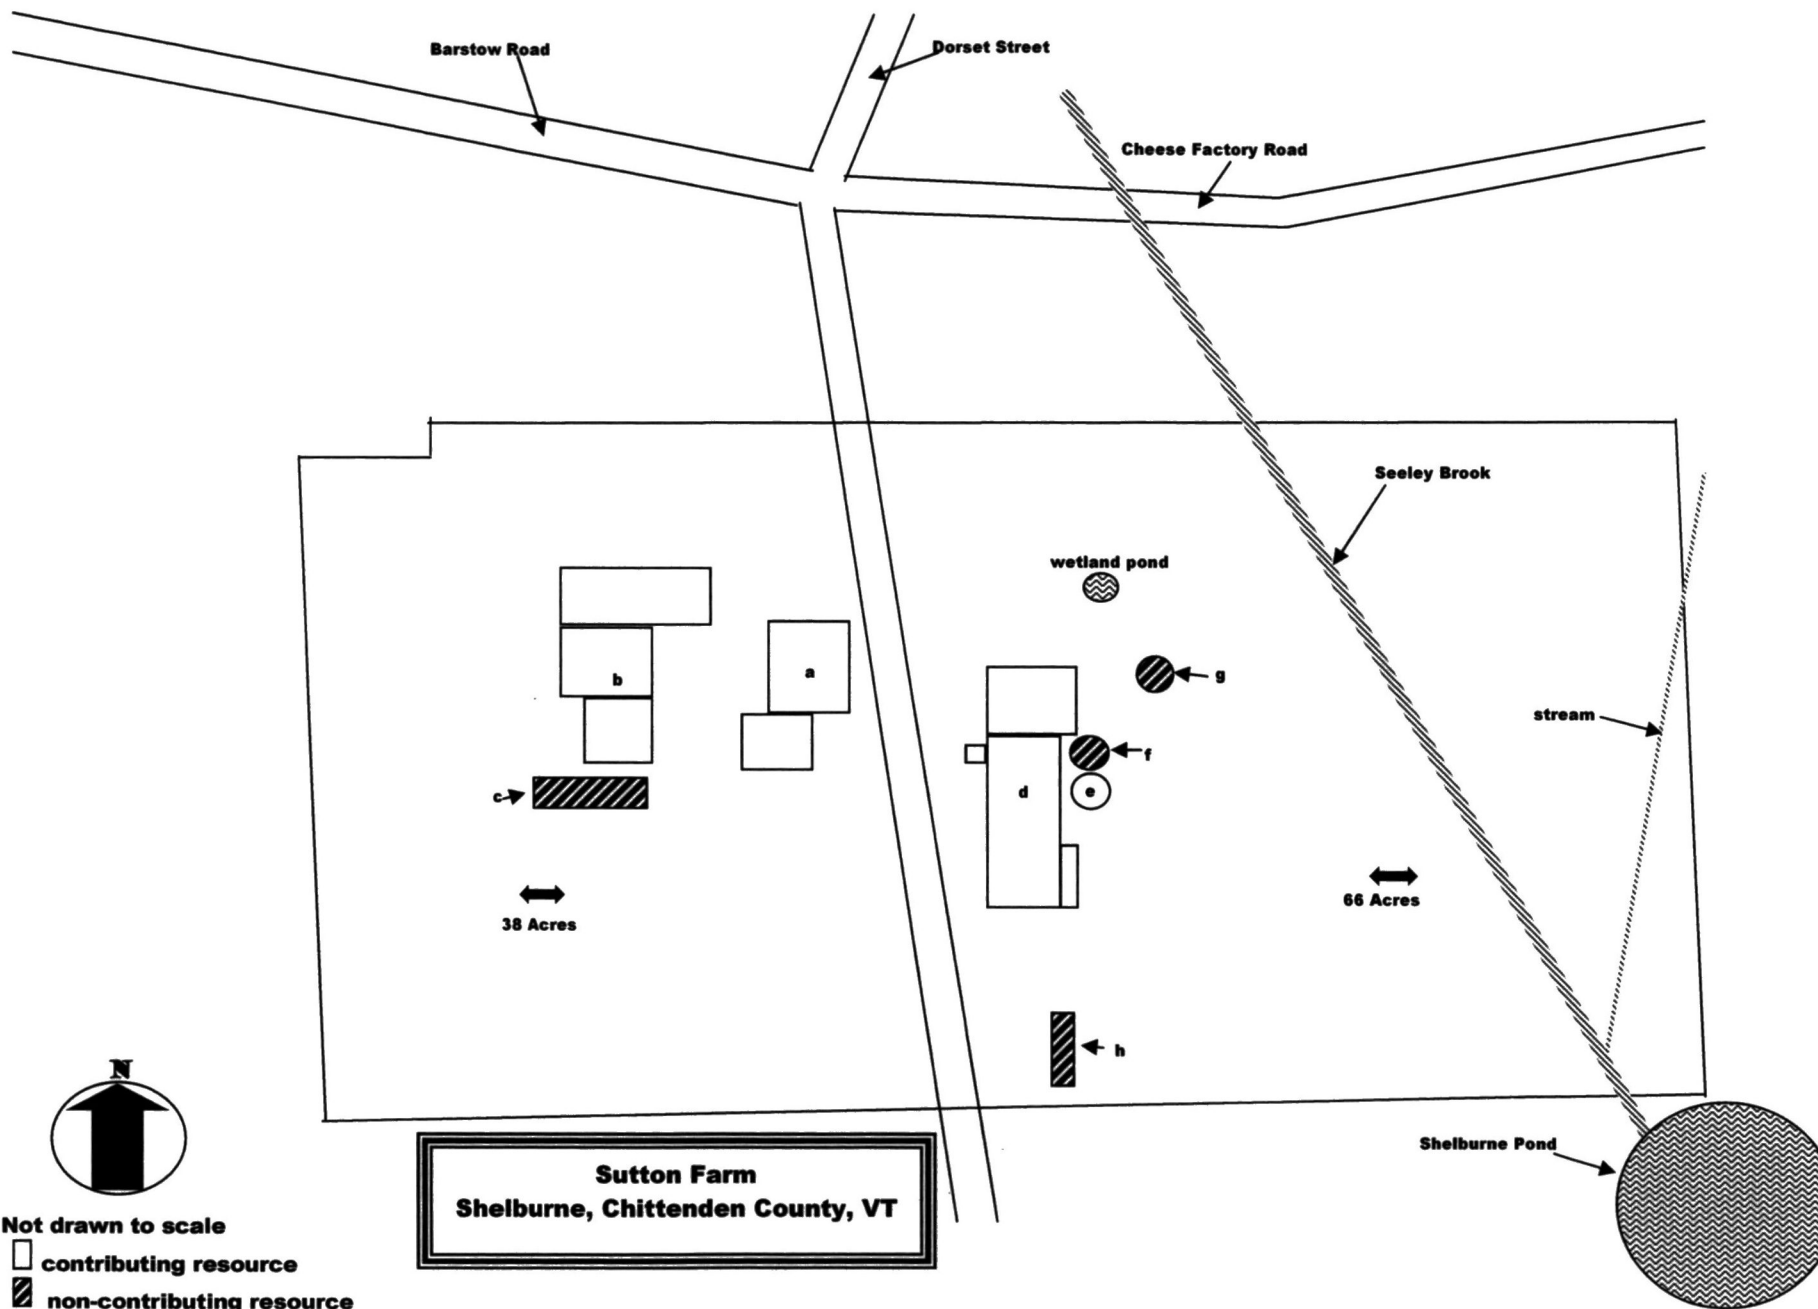 Barstow Road
Dorset Street
Cheese Factory Road
Seeley Brook
wetland pond
a
b
g
stream
f
c
d
e
66 Acres
38 Acres
h
N
Shelburne Pond
Sutton Farm
Shelburne, Chittenden County, VT
Not drawn to scale
contributing resource
non-contributing resource